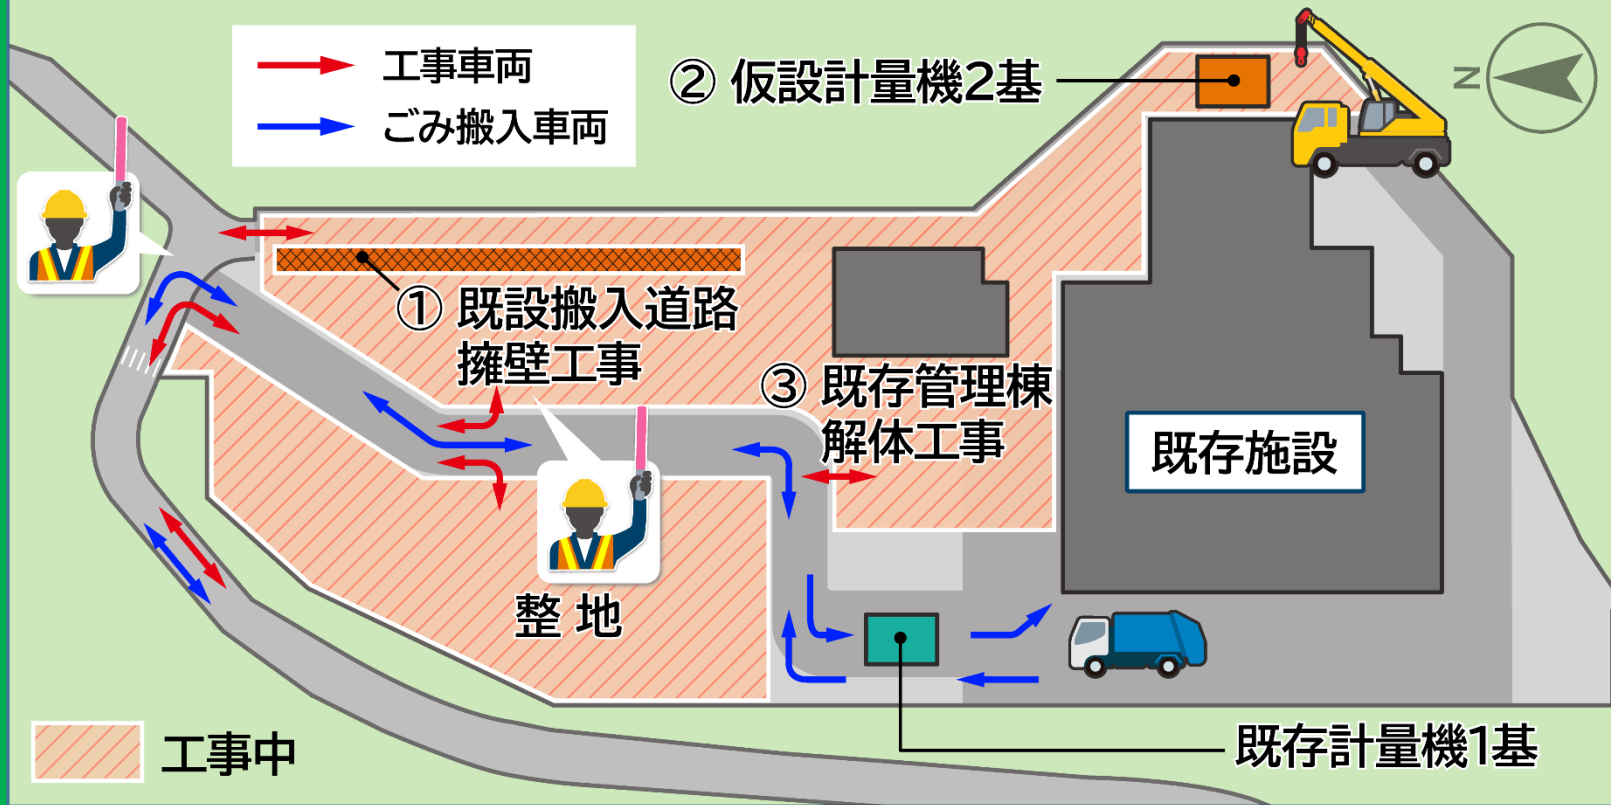 工事車両
ごみ搬入車両
② 仮設計量機2基
N
① 既設搬入道路
擁壁工事
③ 既存管理棟
解体工事
既存施設
整 地
工事中
既存計量機1基